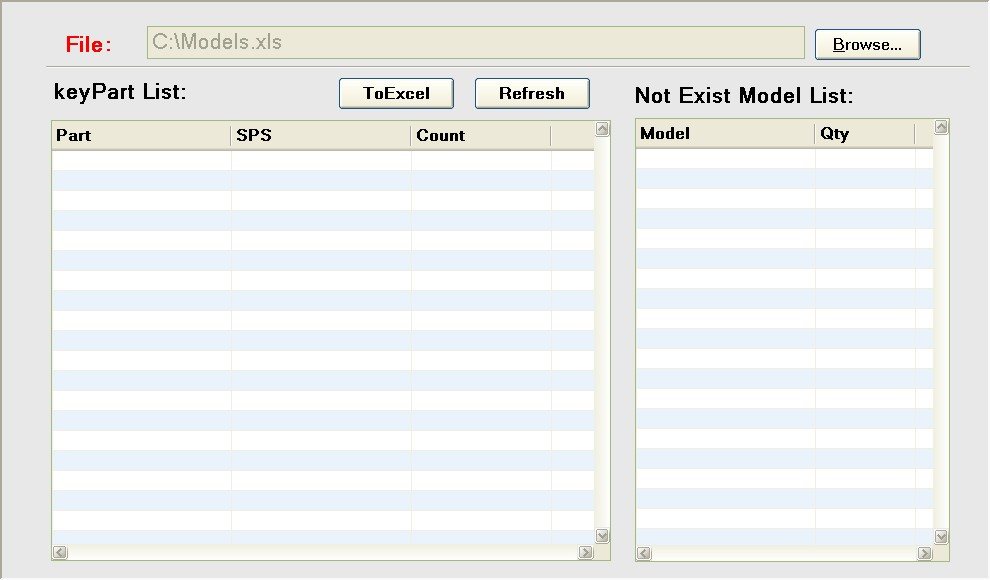 File: C:\Models.xls Browse...
keyPart List: ToExcel Refresh
Not Exist Model List:
Part SPS Count
Model Qty